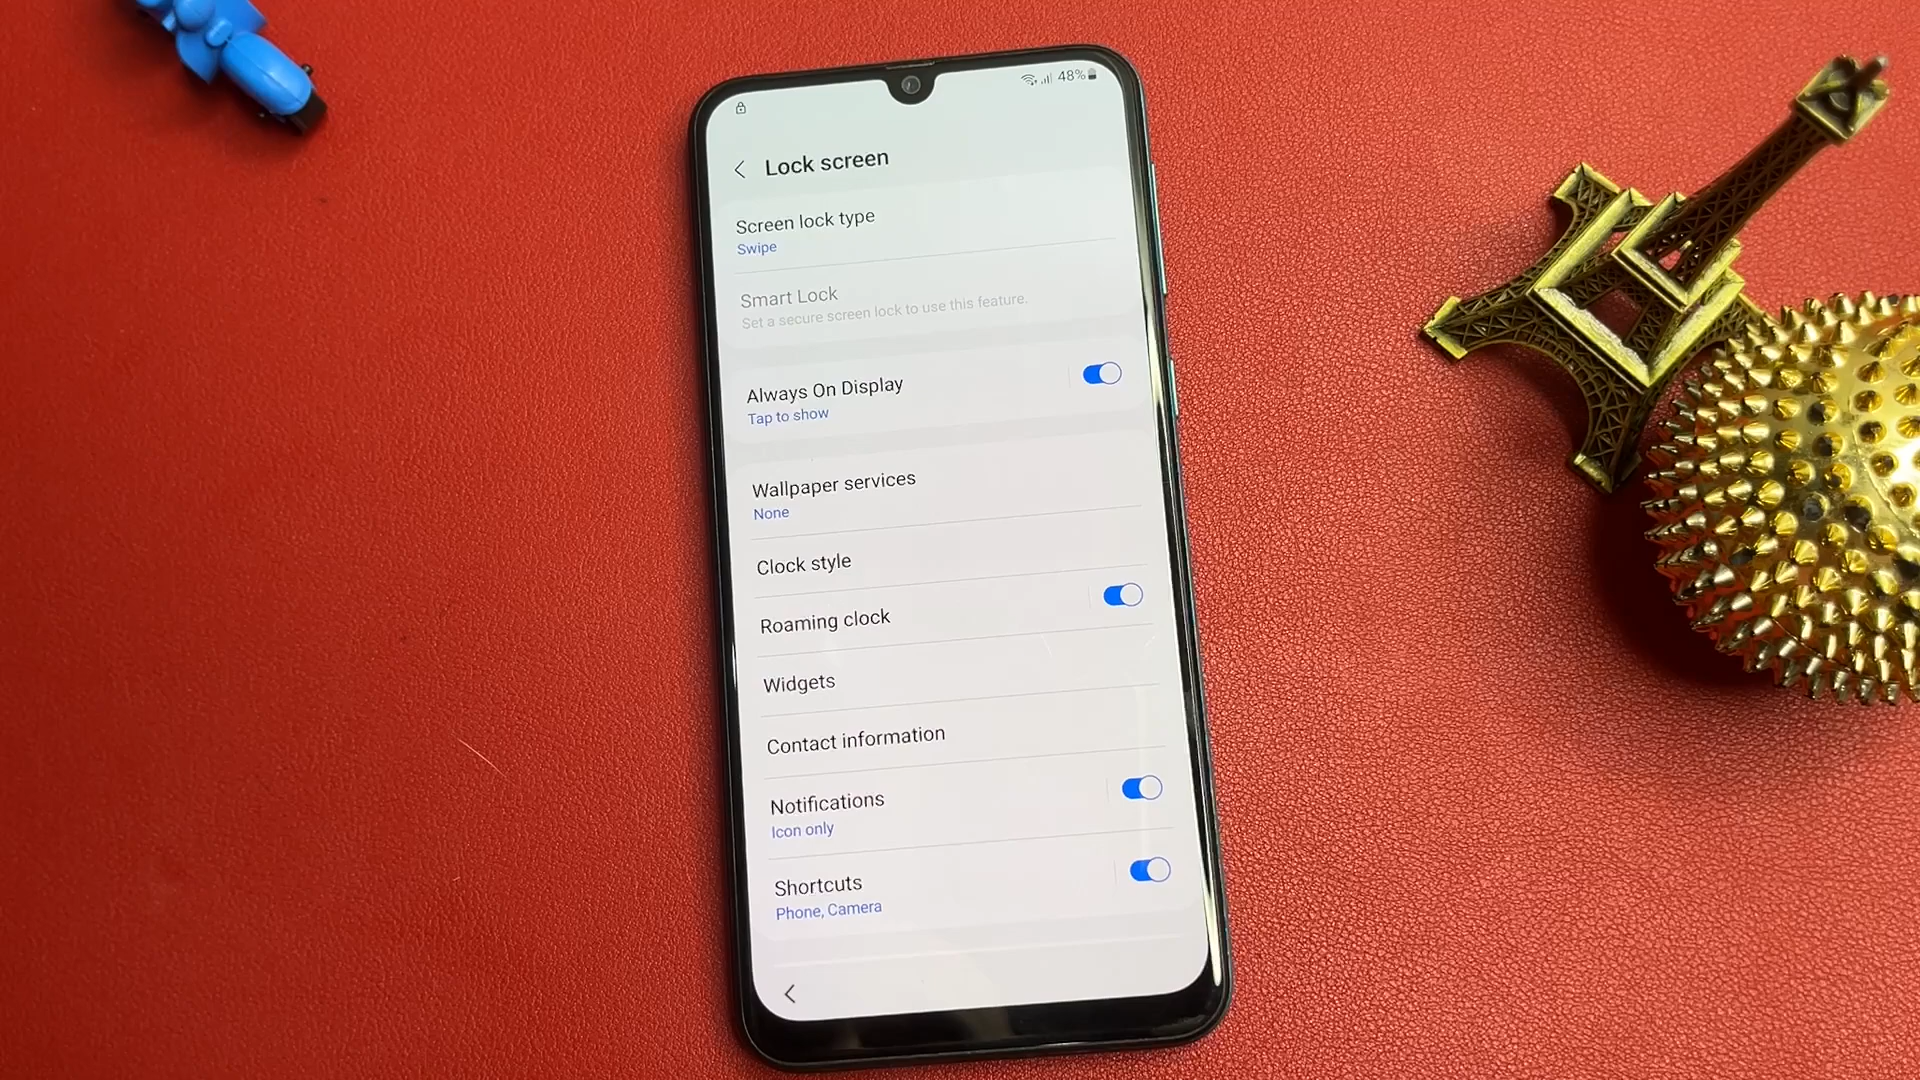 48%
Lock screen
Screen lock type
Swipe
Smart Lock
Set a secure screen lock to use this feature.
Always On Display
Tap to show
Wallpaper services
None
Clock style
Roaming clock
Widgets
Contact information
Notifications
Icon only
Shortcuts
Phone, Camera